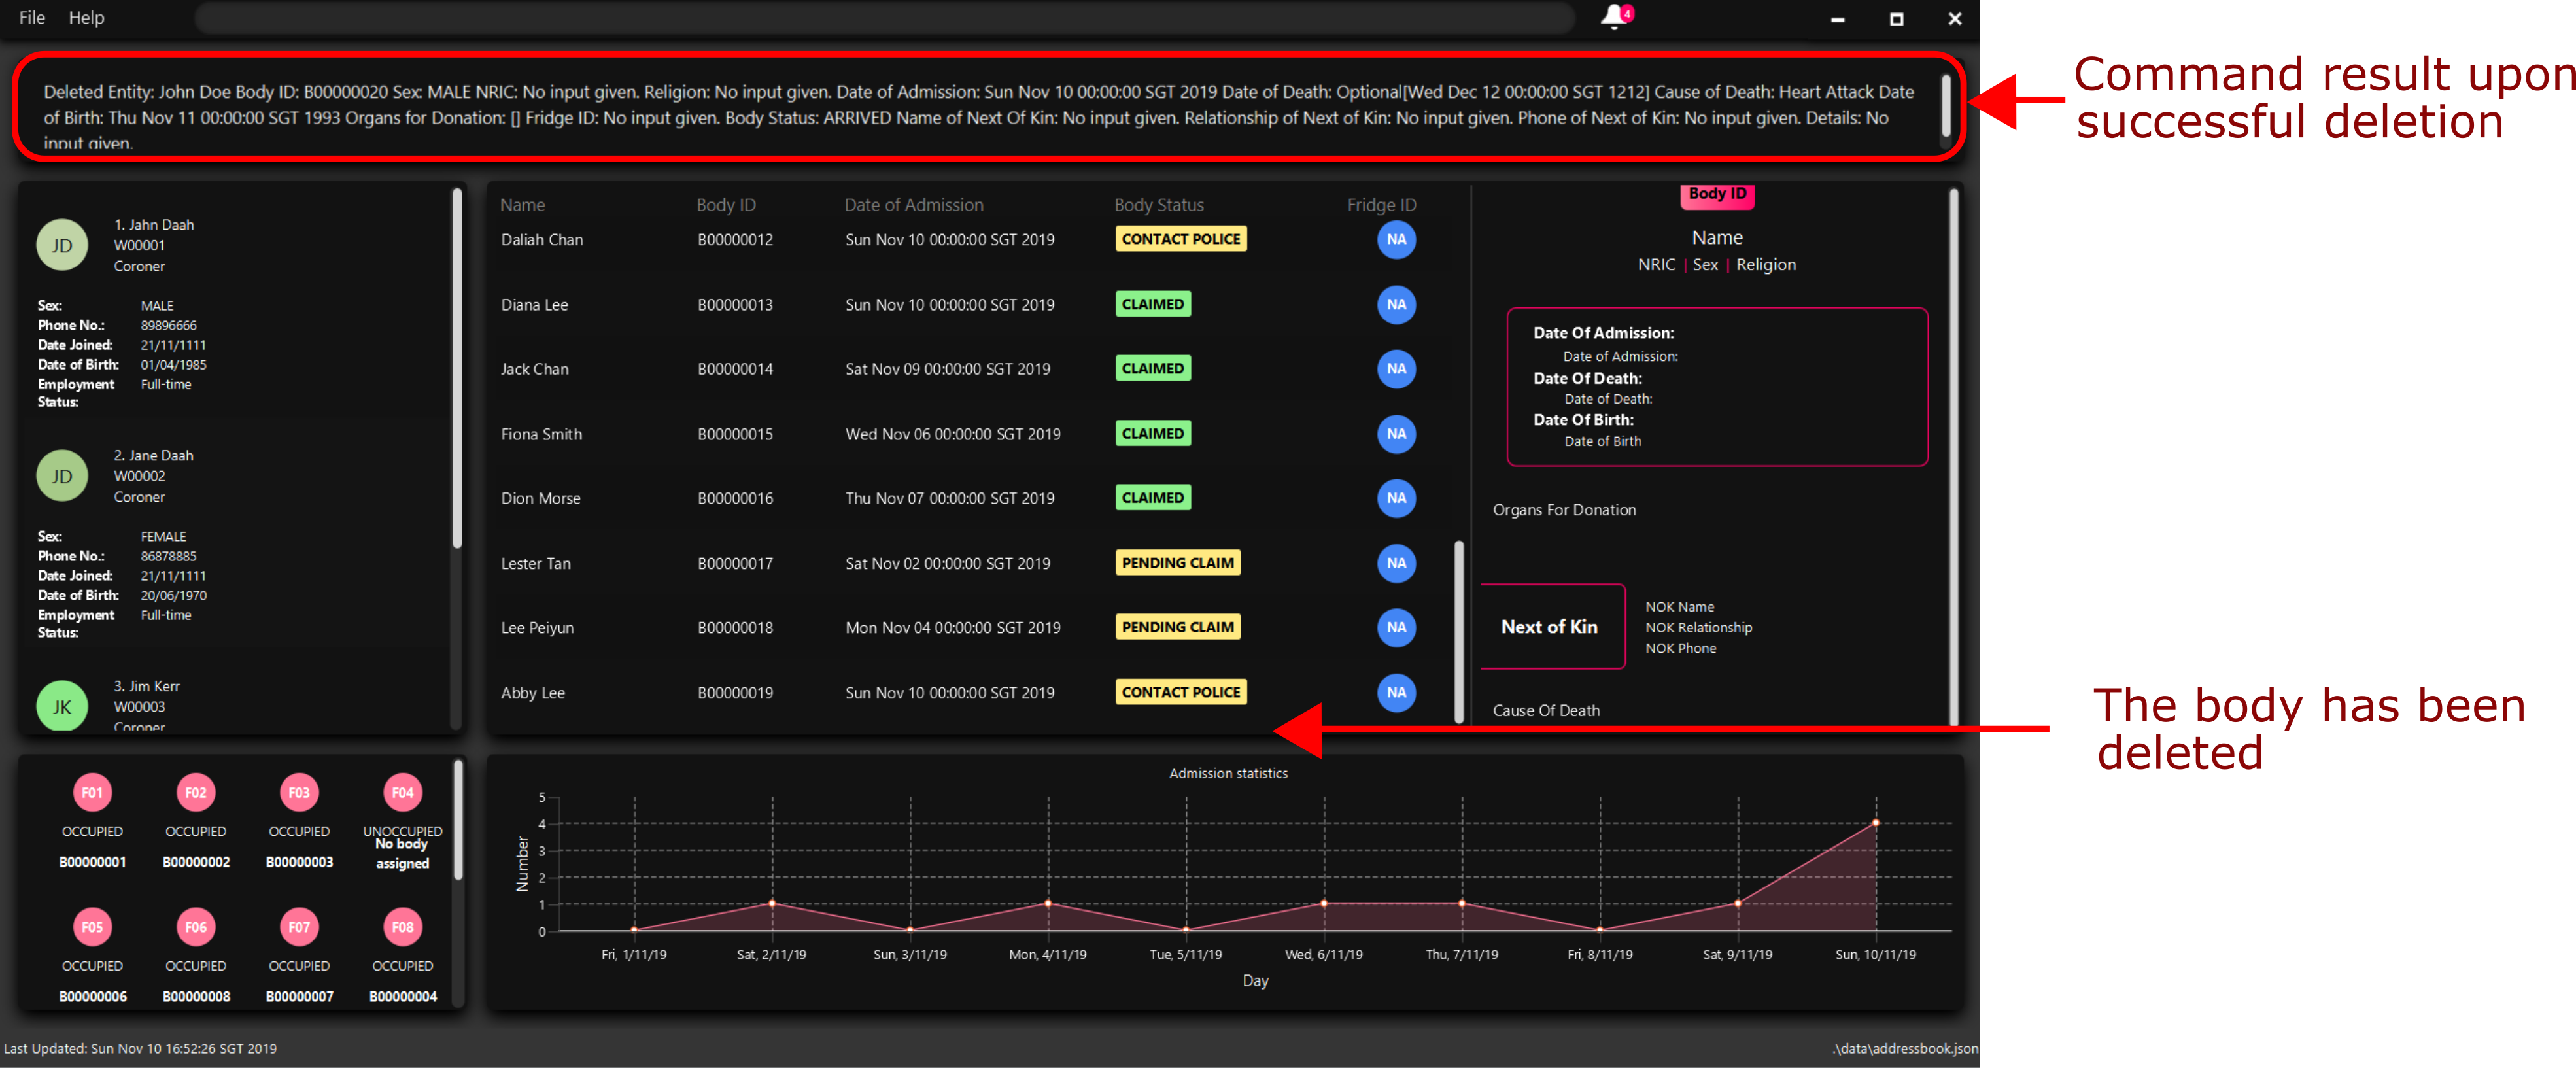 File Help
4
Deleted Entity: John Doe Body ID: B00000020 Sex: MALE NRIC: No input given. Religion: No input given. Date of Admission: Sun Nov 10 00:00:00 SGT 2019 Date of Death: Optional[Wed Dec 12 00:00:00 SGT 1212] Cause of Death: Heart Attack Date
of Birth: Thu Nov 11 00:00:00 SGT 1993 Organs for Donation: [] Fridge ID: No input given. Body Status: ARRIVED Name of Next Of Kin: No input given. Relationship of Next of Kin: No input given. Phone of Next of Kin: No input given. Details: No
input given.
Command result upon
successful deletion
JD
1. Jahn Daah
W00001
Coroner
Sex: MALE
Phone No.: 89896666
Date Joined: 21/11/1111
Date of Birth: 01/04/1985
Employment Full-time
Status:
JD
2. Jane Daah
W00002
Coroner
Sex: FEMALE
Phone No.: 86878885
Date Joined: 21/11/1111
Date of Birth: 20/06/1970
Employment Full-time
Status:
JK
3. Jim Kerr
W00003
Coroner
Name Body ID Date of Admission Body Status Fridge ID
Daliah Chan B00000012 Sun Nov 10 00:00:00 SGT 2019 CONTACT POLICE NA
Diana Lee B00000013 Sun Nov 10 00:00:00 SGT 2019 CLAIMED NA
Jack Chan B00000014 Sat Nov 09 00:00:00 SGT 2019 CLAIMED NA
Fiona Smith B00000015 Wed Nov 06 00:00:00 SGT 2019 CLAIMED NA
Dion Morse B00000016 Thu Nov 07 00:00:00 SGT 2019 CLAIMED NA
Lester Tan B00000017 Sat Nov 02 00:00:00 SGT 2019 PENDING CLAIM NA
Lee Peiyun B00000018 Mon Nov 04 00:00:00 SGT 2019 PENDING CLAIM NA
Abby Lee B00000019 Sun Nov 10 00:00:00 SGT 2019 CONTACT POLICE NA
Body ID
Name
NRIC | Sex | Religion
Date Of Admission:
Date of Admission:
Date Of Death:
Date of Death:
Date Of Birth:
Date of Birth
Organs For Donation
Next of Kin
NOK Name
NOK Relationship
NOK Phone
Cause Of Death
The body has been
deleted
F01 F02 F03 F04
OCCUPIED OCCUPIED OCCUPIED UNOCCUPIED
B00000001 B00000002 B00000003 No body
assigned
F05 F06 F07 F08
OCCUPIED OCCUPIED OCCUPIED OCCUPIED
B00000006 B00000008 B00000007 B00000004
Admission statistics
Number
5
4
3
2
1
0
Fri, 1/11/19 Sat, 2/11/19 Sun, 3/11/19 Mon, 4/11/19 Tue, 5/11/19 Wed, 6/11/19 Thu, 7/11/19 Fri, 8/11/19 Sat, 9/11/19 Sun, 10/11/19
Day
Last Updated: Sun Nov 10 16:52:26 SGT 2019
.\data\addressbook.json